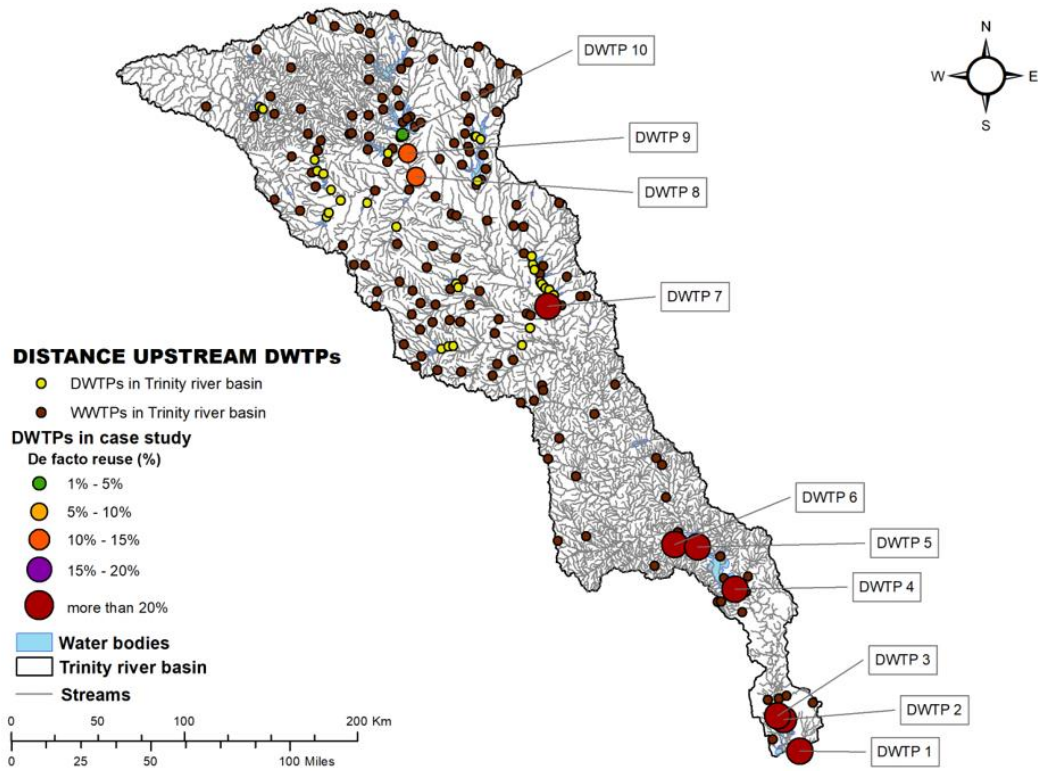 DWTP 10
N
W E
S
DWTP 9
DWTP 8
DWTP 7
DISTANCE UPSTREAM DWTPs
DWTPs in Trinity river basin
WWTPs in Trinity river basin
DWTPs in case study
De facto reuse (%)
1% - 5%
5% - 10%
10% - 15%
15% - 20%
more than 20%
Water bodies
Trinity river basin
Streams
DWTP 6
DWTP 5
DWTP 4
DWTP 3
DWTP 2
DWTP 1
0 50 100 200 Km
0 25 50 100 Miles